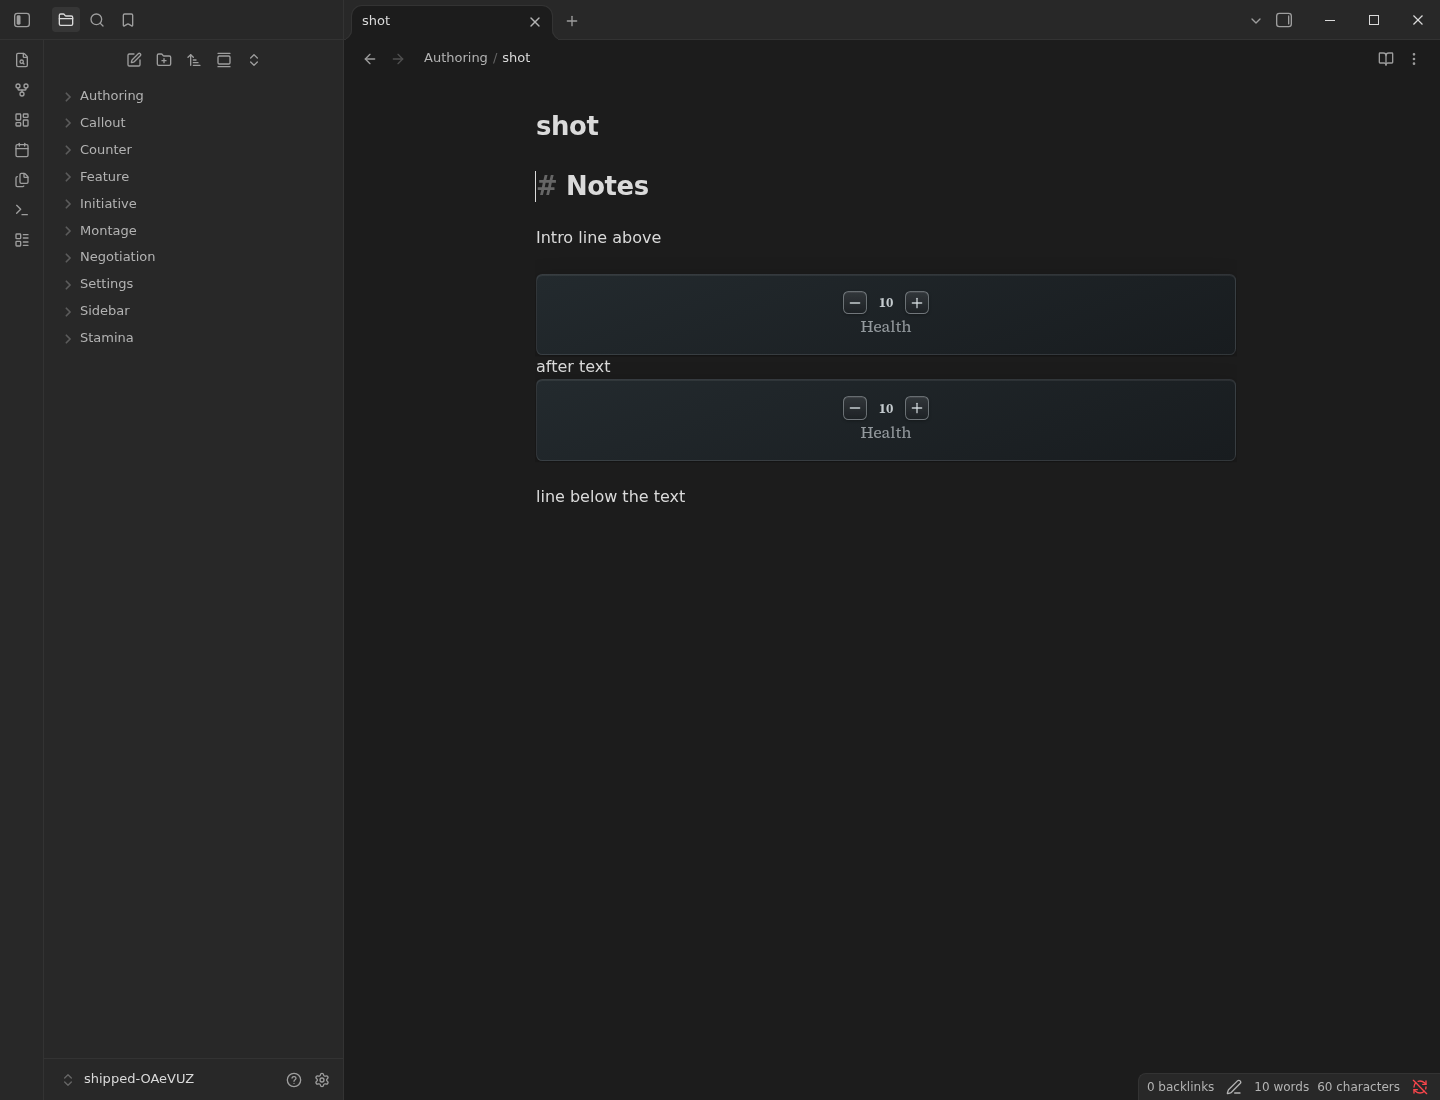 shot
Authoring / shot
Authoring
Callout
Counter
Feature
Initiative
Montage
Negotiation
Settings
Sidebar
Stamina
shot
# Notes
Intro line above
10
Health
after text
10
Health
line below the text
shipped-OAeVUZ
0 backlinks 10 words 60 characters